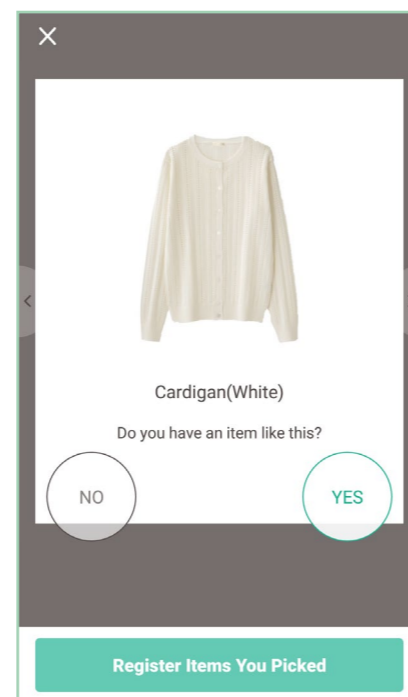 Cardigan(White)
Do you have an item like this?
NO
YES
Register Items You Picked